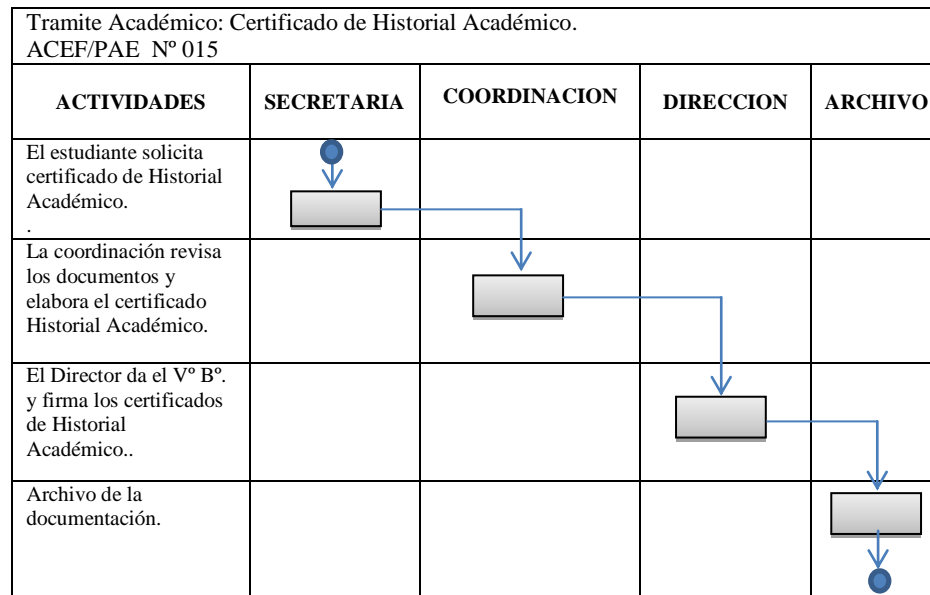 Tramite Académico: Certificado de Historial Académico.
ACEF/PAE Nº 015
ACTIVIDADES SECRETARIA COORDINACION DIRECCION ARCHIVO
El estudiante solicita
certificado de Historial
Académico.
.
La coordinación revisa
los documentos y
elabora el certificado
Historial Académico.
El Director da el Vº Bº.
y firma los certificados
de Historial
Académico..
Archivo de la
documentación.